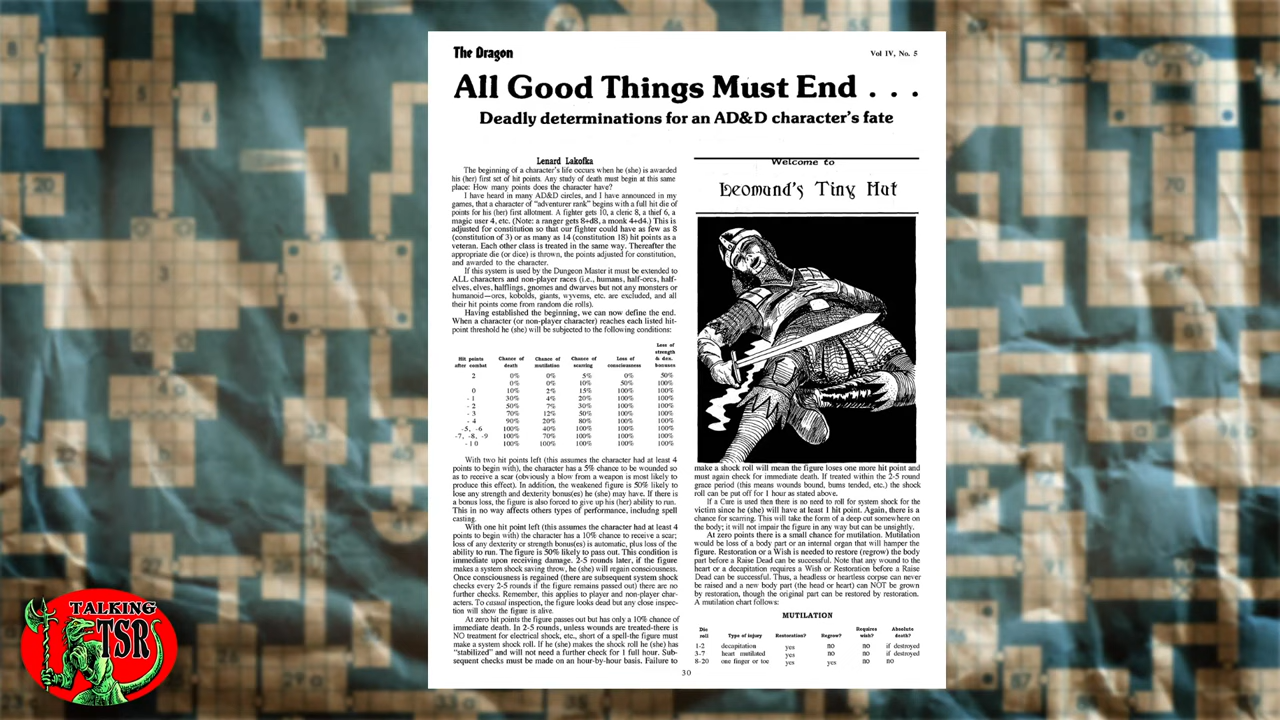 The Dragon
Vol IV, No. 5
All Good Things Must End . . .
Deadly determinations for an AD&D character's fate
Lenard Lakofka
The beginning of a character's life occurs when he (she) is awarded
his (her) first set of hit points. Any study of death must begin at this same
place: How many points does the character have?
I have heard in many AD&D circles, and I have announced in my
games, that a character of "adventurer rank" begins with a full hit die of
points for his (her) first allotment. A fighter gets 10, a cleric 8, a thief 6, a
magic user 4, etc. (Note: a ranger gets 8+d8, a monk 4+d4.) This is
adjusted for constitution so that our fighter could have as few as 8
(constitution of 3) or as many as 14 (constitution 18) hit points as a
veteran. Each other class is treated in the same way. Thereafter the
appropriate die (or dice) is thrown, the points adjusted for constitution,
and awarded to the character.
If this system is used by the Dungeon Master it must be extended to
ALL characters and non-player races (i.e., humans, half-orcs, half-
elves, elves, halflings, gnomes and dwarves but not any monsters or
humanoid—orcs, kobolds, giants, wyverns, etc. are excluded, and all
their hit points come from random die rolls).
Having established the beginning, we can now define the end.
When a character (or non-player character) reaches each listed hit-
point threshold he (she) will be subjected to the following conditions:
Hit points after combat Chance of death Chance of mutilation Chance of scarring Loss of consciousness Loss of strength & dex. bonuses
2 0% 0% 5% 0% 50%
0% 0% 10% 50% 100%
0 10% 2% 15% 100% 100%
- 1 30% 4% 20% 100% 100%
- 2 50% 7% 30% 100% 100%
- 3 70% 12% 50% 100% 100%
- 4 90% 20% 80% 100% 100%
-5, -6 100% 40% 100% 100% 100%
-7, -8, -9 100% 70% 100% 100% 100%
-10 100% 100% 100% 100% 100%
With two hit points left (this assumes the character had at least 4
points to begin with), the character has a 5% chance to be wounded so
as to receive a scar (obviously a blow from a weapon is most likely to
produce this effect). In addition, the weakened figure is 50% likely to
lose any strength and dexterity bonus(es) he (she) may have. If there is
a bonus loss, the figure is also forced to give up his (her) ability to run.
This in no way affects others types of performance, including spell
casting.
With one hit point left (this assumes the character had at least 4
points to begin with) the character has a 10% chance to receive a scar;
loss of any dexterity or strength bonus(es) is automatic, plus loss of the
ability to run. The figure is 50% likely to pass out. This condition is
immediate upon receiving damage. 2-5 rounds later, if the figure
makes a system shock saving throw, he (she) will regain consciousness.
Once consciousness is regained (there are subsequent system shock
checks every 2-5 rounds if the figure remains passed out) there are no
further checks. Remember, this applies to player and non-player char-
acters. To casual inspection, the figure looks dead but any close inspec-
tion will show the figure is alive.
At zero hit points the figure passes out but has only a 10% chance of
immediate death. In 2-5 rounds, unless wounds are treated-there is
NO treatment for electrical shock, etc., short of a spell-the figure must
make a system shock roll. If he (she) makes the shock roll he (she) has
"stabilized" and will not need a further check for 1 full hour. Sub-
sequent checks must be made on an hour-by-hour basis. Failure to
Welcome to
Leomund's Tiny Hut
make a shock roll will mean the figure loses one more hit point and
must again check for immediate death. If treated within the 2-5 round
grace period (this means wounds bound, burns tended, etc.) the shock
roll can be put off for 1 hour as stated above.
If a Cure is used then there is no need to roll for system shock for the
victim since he (she) will have at least 1 hit point. Again, there is a
chance for scarring. This will take the form of a deep cut somewhere on
the body; it will not impair the figure in any way but can be unsightly.
At zero points there is a small chance for mutilation. Mutilation
would be loss of a body part or an internal organ that will hamper the
figure. Restoration or a Wish is needed to restore (regrow) the body
part before a Raise Dead can be successful. Note that any wound to the
heart or a decapitation requires a Wish or Restoration before a Raise
Dead can be successful. Thus, a headless or heartless corpse can never
be raised and a new body part (the head or heart) can NOT be grown
by restoration, though the original part can be restored by restoration.
A mutilation chart follows:
MUTILATION
Die roll Type of injury Restoration? Regrow? Requires wish? Absolute death?
1-2 decapitation yes no no if destroyed
3-7 heart mutilated yes no no if destroyed
8-20 one finger or toe yes yes no no
30
TALKING
TSR